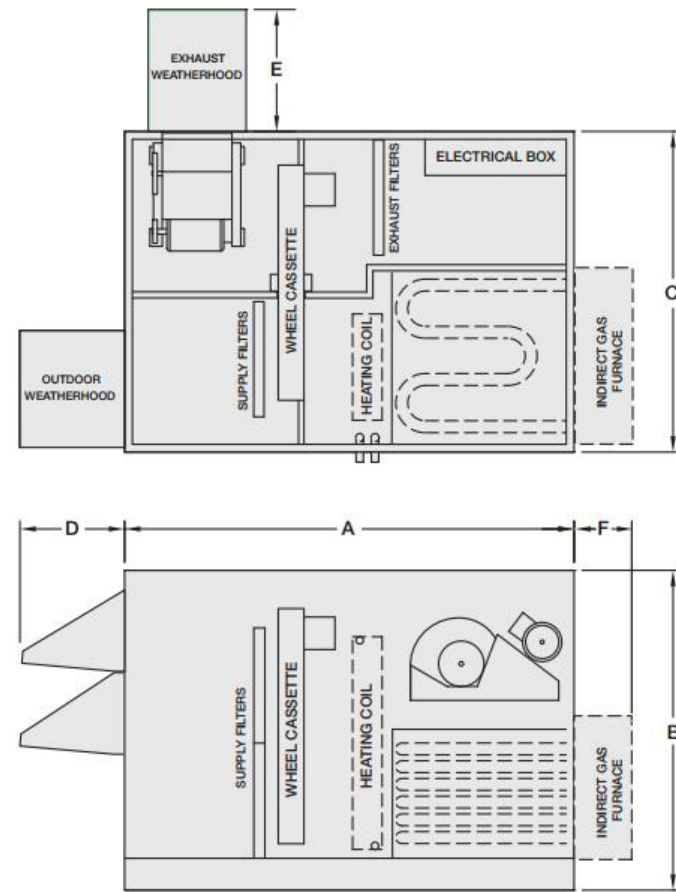 EXHAUST
WEATHERHOOD
E
ELECTRICAL BOX
EXHAUST FILTERS
WHEEL CASSETTE
C
SUPPLY FILTERS
HEATING COIL
INDIRECT GAS
FURNACE
OUTDOOR
WEATHERHOOD
D
A
F
SUPPLY FILTERS
WHEEL CASSETTE
HEATING COIL
B
INDIRECT GAS
FURNACE